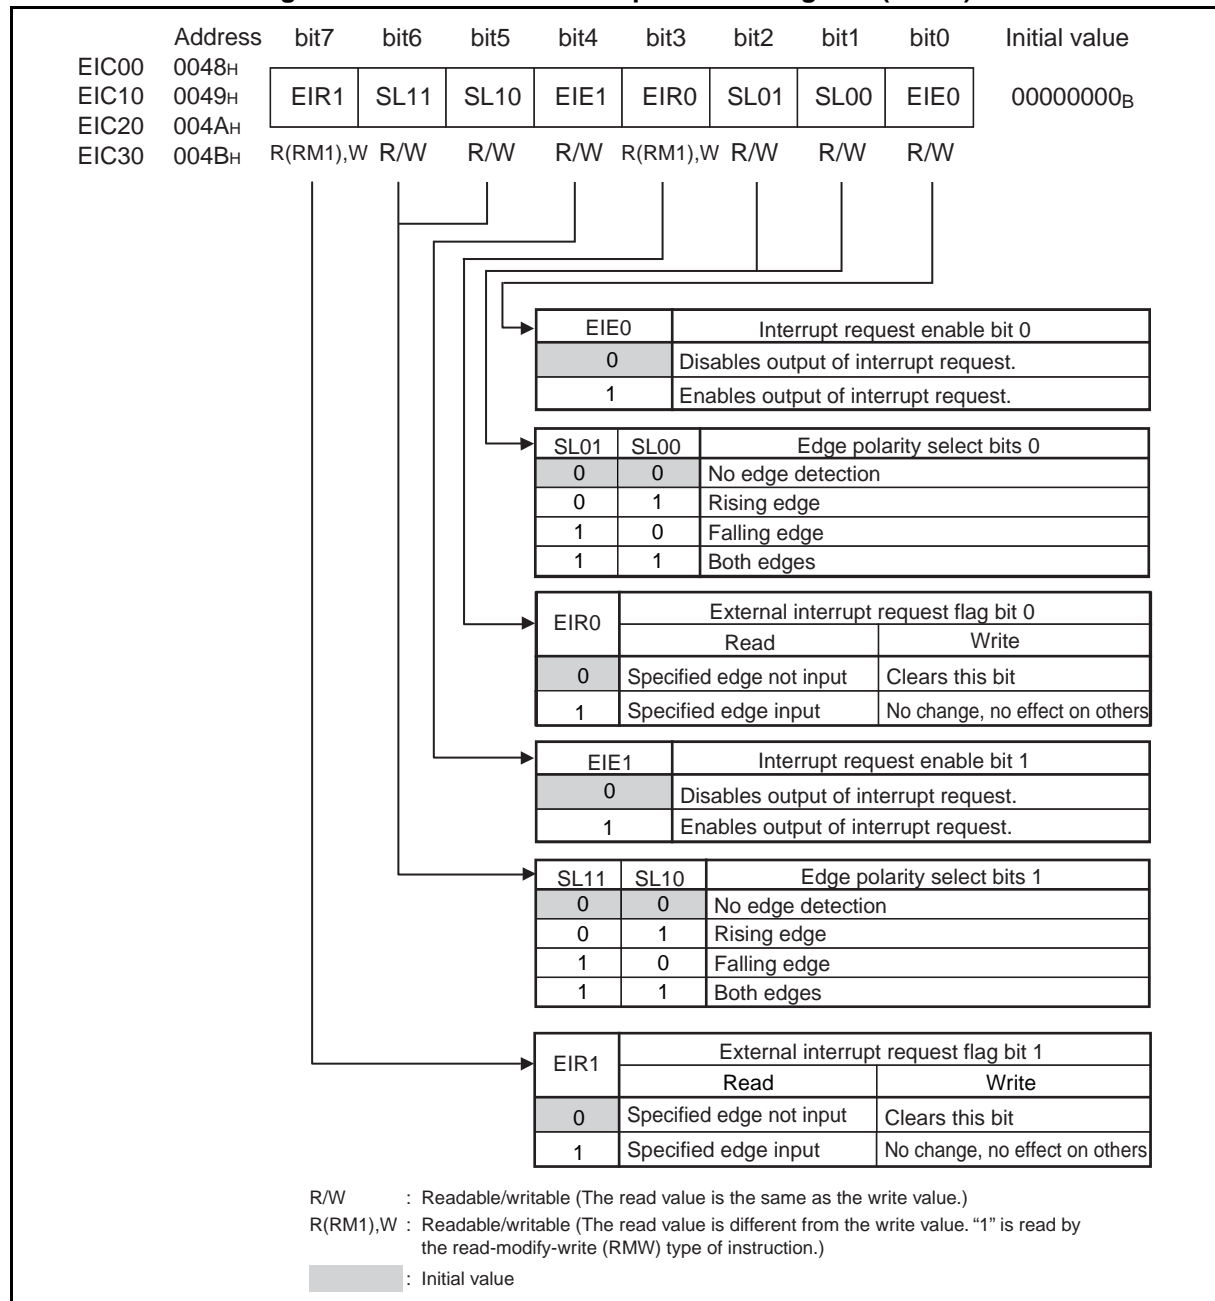 Address bit7 bit6 bit5 bit4 bit3 bit2 bit1 bit0 Initial value
EIC00 0048H
EIC10 0049H EIR1 SL11 SL10 EIE1 EIR0 SL01 SL00 EIE0 00000000B
EIC20 004AH
EIC30 004BH R(RM1),W R/W R/W R/W R(RM1),W R/W R/W R/W
EIE0 Interrupt request enable bit 0
0 Disables output of interrupt request.
1 Enables output of interrupt request.
SL01 SL00 Edge polarity select bits 0
0 0 No edge detection
0 1 Rising edge
1 0 Falling edge
1 1 Both edges
EIR0 External interrupt request flag bit 0
Read Write
0 Specified edge not input Clears this bit
1 Specified edge input No change, no effect on others
EIE1 Interrupt request enable bit 1
0 Disables output of interrupt request.
1 Enables output of interrupt request.
SL11 SL10 Edge polarity select bits 1
0 0 No edge detection
0 1 Rising edge
1 0 Falling edge
1 1 Both edges
EIR1 External interrupt request flag bit 1
Read Write
0 Specified edge not input Clears this bit
1 Specified edge input No change, no effect on others
R/W : Readable/writable (The read value is the same as the write value.)
R(RM1),W : Readable/writable (The read value is different from the write value. “1” is read by
the read-modify-write (RMW) type of instruction.)
: Initial value